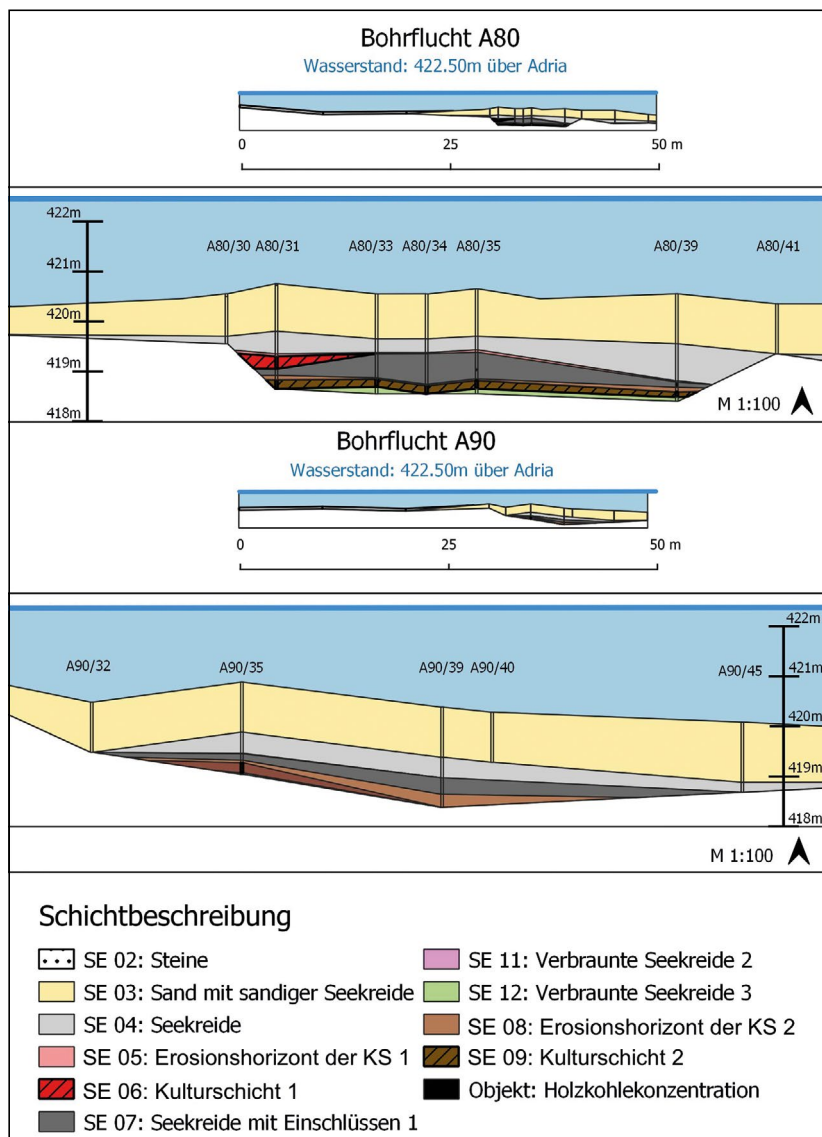 Bohrflucht A80
Wasserstand: 422.50m über Adria
0 25 50 m
422m
421m
420m
419m
418m
A80/30 A80/31 A80/33 A80/34 A80/35 A80/39 A80/41
M 1:100
Bohrflucht A90
Wasserstand: 422.50m über Adria
0 25 50 m
A90/32 A90/35 A90/39 A90/40 A90/45
422m
421m
420m
419m
418m
M 1:100
Schichtbeschreibung
SE 02: Steine
SE 03: Sand mit sandiger Seekreide
SE 04: Seekreide
SE 05: Erosionshorizont der KS 1
SE 06: Kulturschicht 1
SE 07: Seekreide mit Einschlüssen 1
SE 11: Verbraunte Seekreide 2
SE 12: Verbraunte Seekreide 3
SE 08: Erosionshorizont der KS 2
SE 09: Kulturschicht 2
Objekt: Holzkohlekonzentration